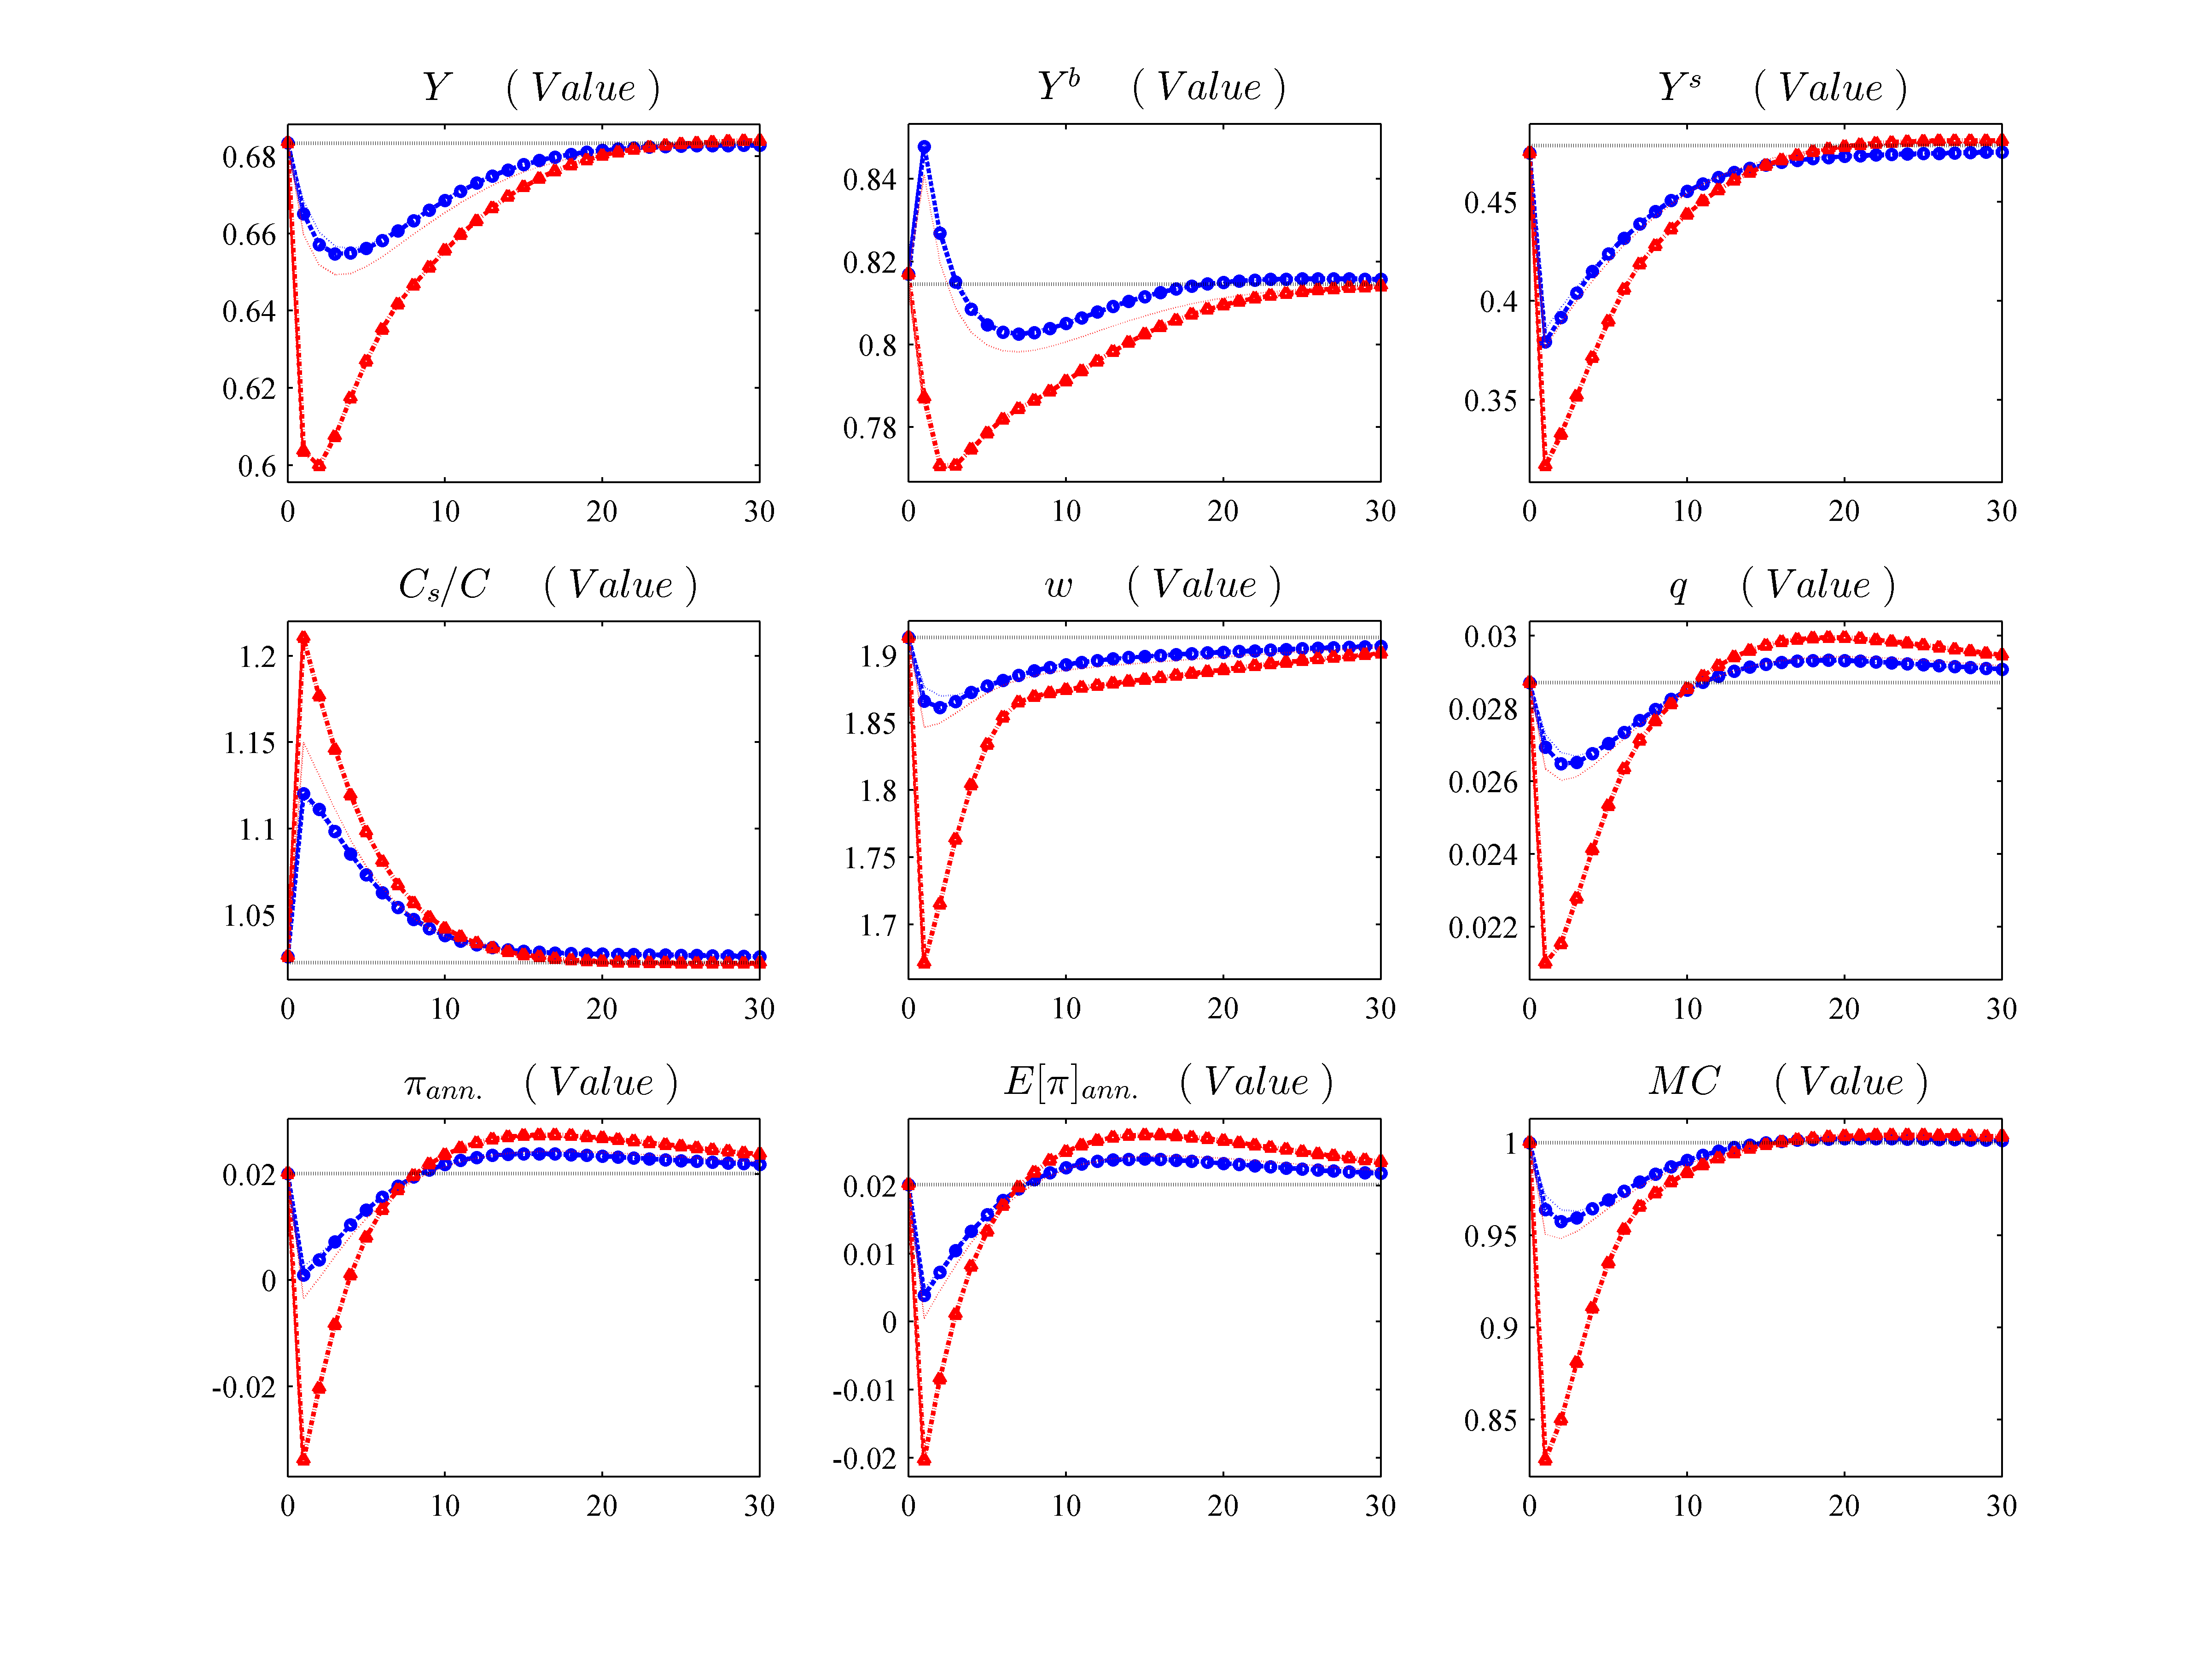 Y ( Value )
Y^b ( Value )
Y^s ( Value )
0.68
0.66
0.64
0.62
0.6
0 10 20 30
0.84
0.82
0.8
0.78
0 10 20 30
0.45
0.4
0.35
0 10 20 30
C_s/C ( Value )
w ( Value )
q ( Value )
1.2
1.15
1.1
1.05
0 10 20 30
1.9
1.85
1.8
1.75
1.7
0 10 20 30
0.03
0.028
0.026
0.024
0.022
0 10 20 30
π_ann. ( Value )
E[π]_ann. ( Value )
MC ( Value )
0.02
0
-0.02
0 10 20 30
0.02
0.01
0
-0.01
-0.02
0 10 20 30
1
0.95
0.9
0.85
0 10 20 30